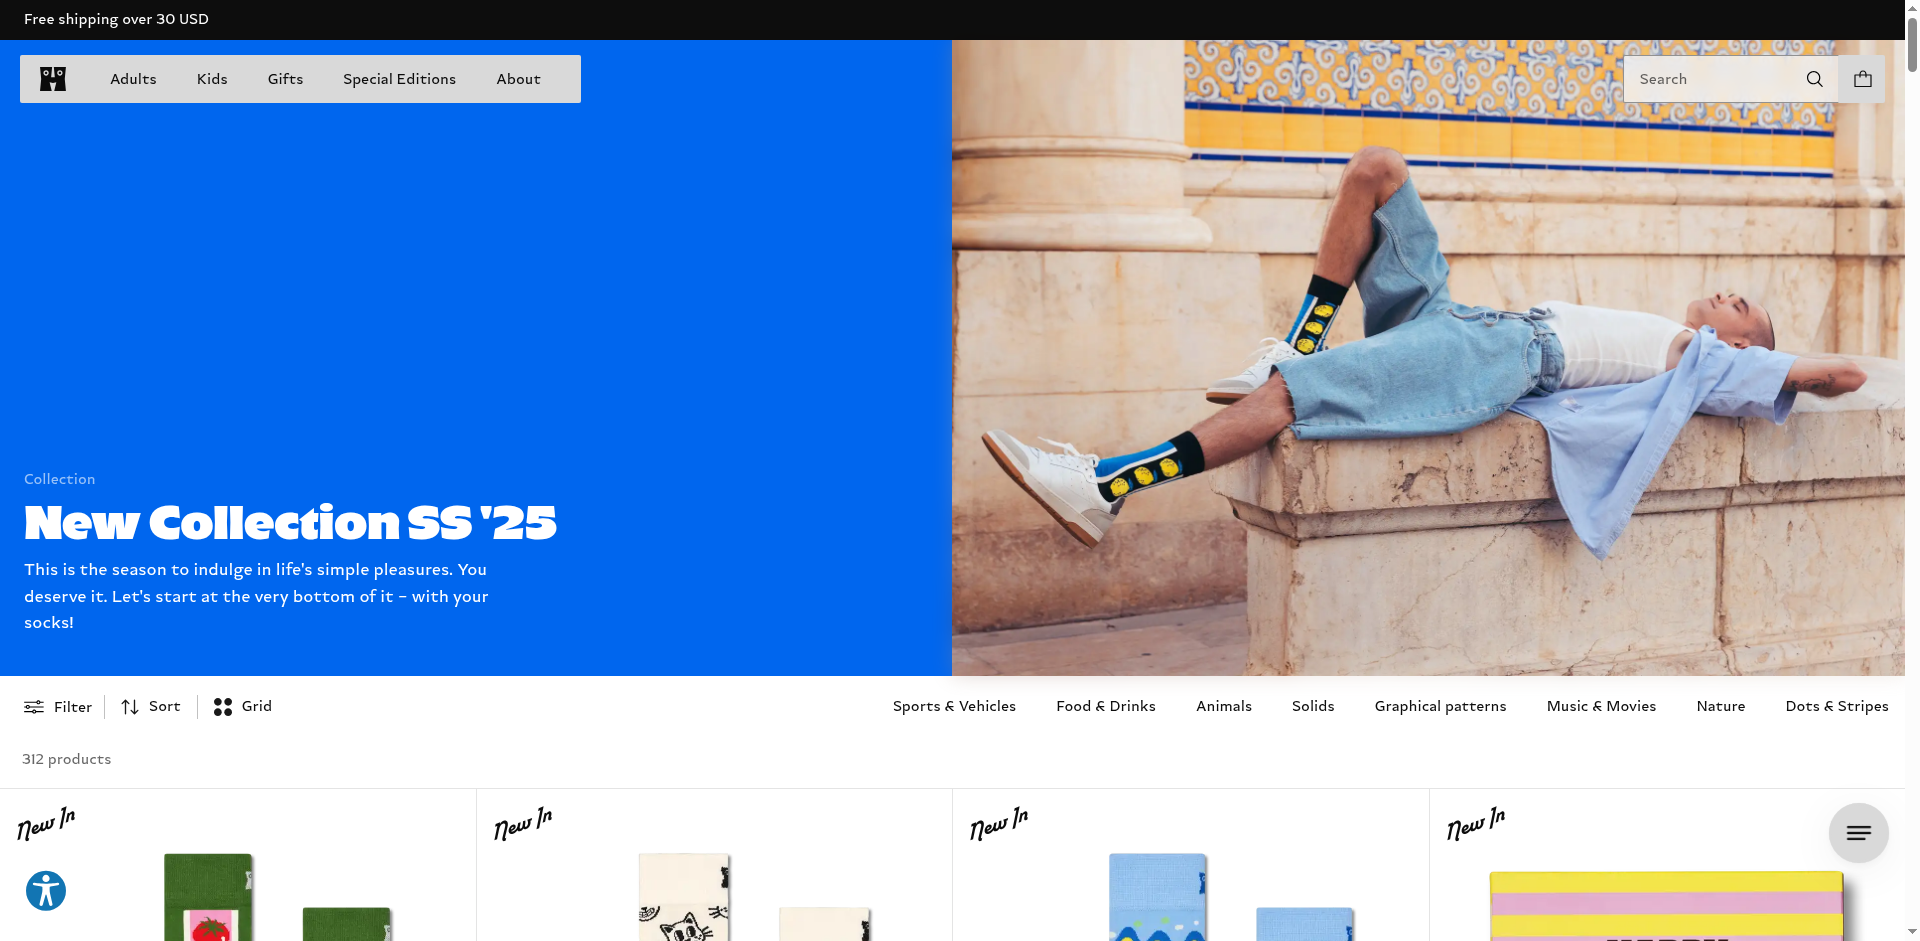 Free shipping over 30 USD
Adults
Kids
Gifts
Special Editions
About
Search
Collection
New Collection SS '25
This is the season to indulge in life's simple pleasures. You
deserve it. Let's start at the very bottom of it – with your
socks!
Filter
Sort
Grid
Sports & Vehicles
Food & Drinks
Animals
Solids
Graphical patterns
Music & Movies
Nature
Dots & Stripes
312 products
New In
New In
New In
New In